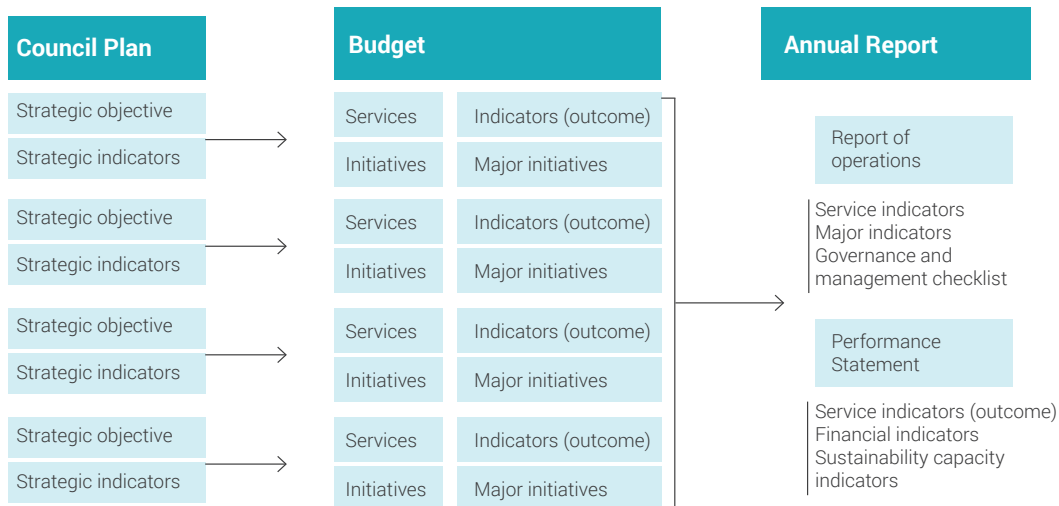 Council Plan
Strategic objective
Strategic indicators
Strategic objective
Strategic indicators
Strategic objective
Strategic indicators
Strategic objective
Strategic indicators
Budget
Services
Indicators (outcome)
Initiatives
Major initiatives
Services
Indicators (outcome)
Initiatives
Major initiatives
Services
Indicators (outcome)
Initiatives
Major initiatives
Services
Indicators (outcome)
Initiatives
Major initiatives
Annual Report
Report of
operations
Service indicators
Major indicators
Governance and
management checklist
Performance
Statement
Service indicators (outcome)
Financial indicators
Sustainability capacity
indicators